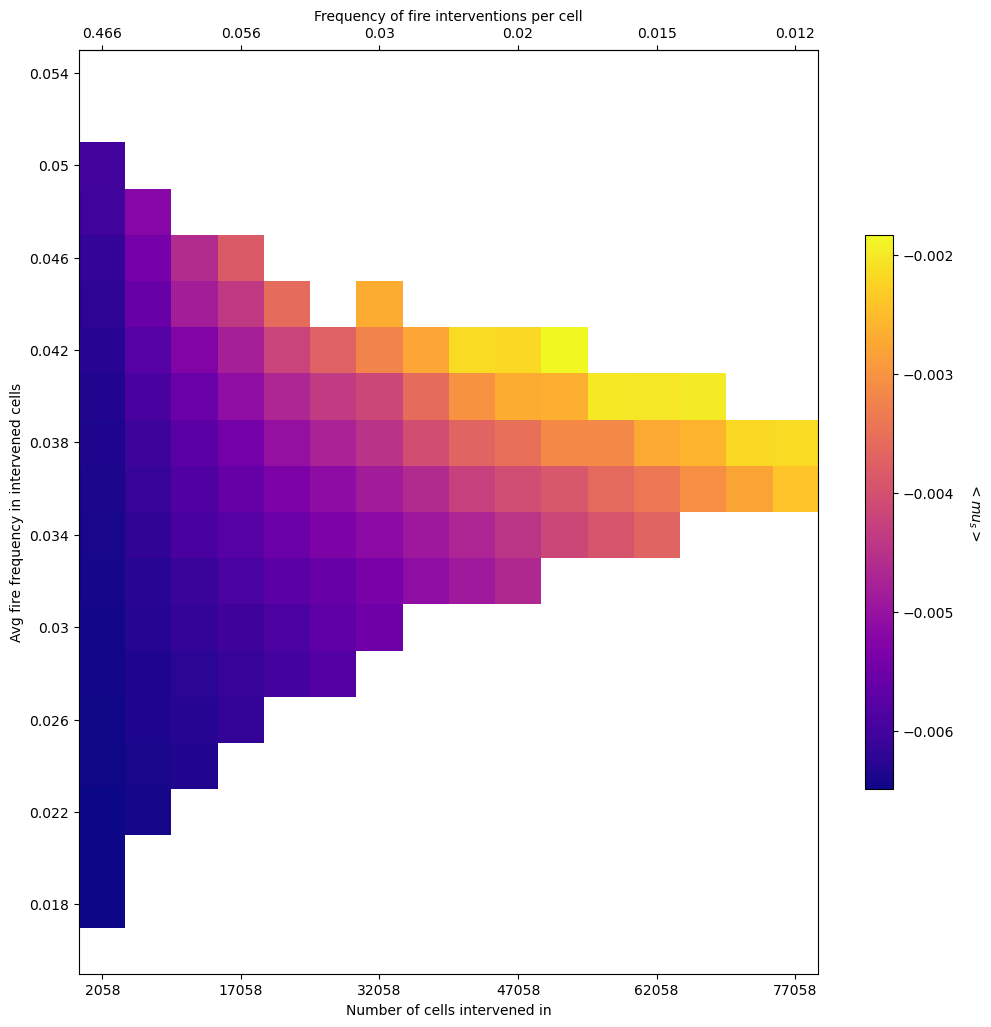 Frequency of fire interventions per cell
0.466 0.056 0.03 0.02 0.015 0.012
0.054
0.05
0.046
0.042
0.038
0.034
0.03
0.026
0.022
0.018
Avg fire frequency in intervened cells
2058 17058 32058 47058 62058 77058
Number of cells intervened in
−0.002
−0.003
−0.004
−0.005
−0.006
< mu_s >